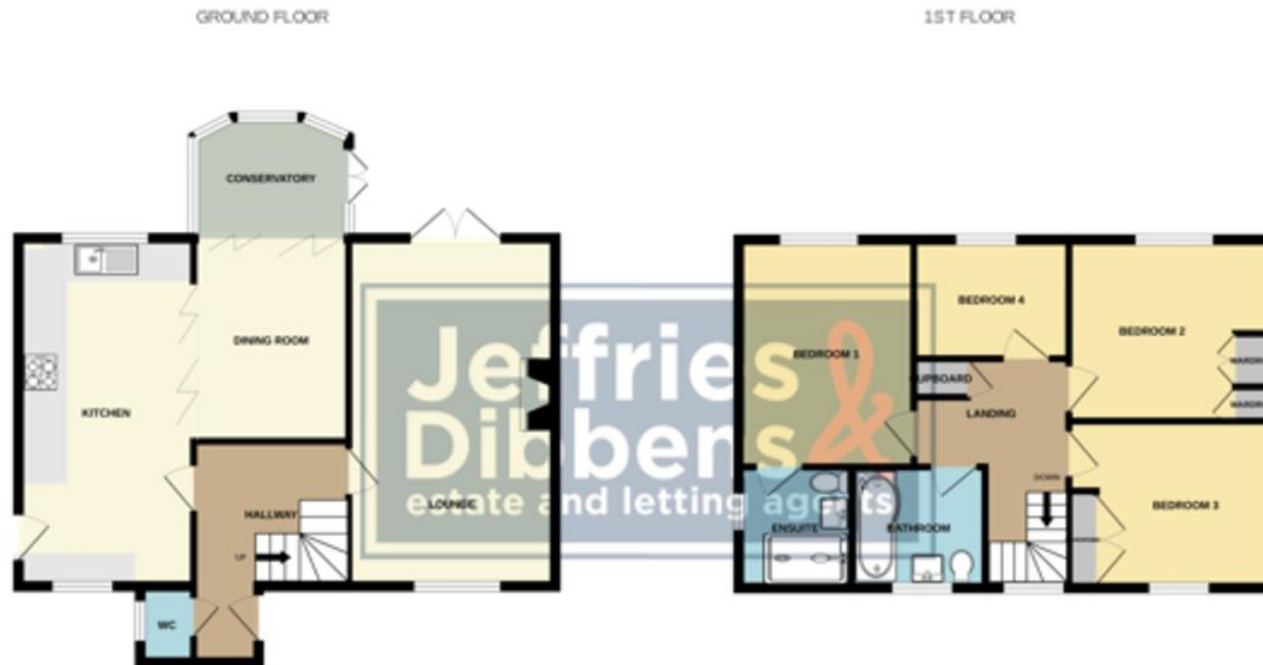 GROUND FLOOR
1ST FLOOR
CONSERVATORY
DINING ROOM
KITCHEN
HALLWAY
UP
LOUNGE
WC
BEDROOM 1
BEDROOM 4
BEDROOM 2
UPBOARD
LANDING
DOWN
BEDROOM 3
ENSUITE
BATHROOM
Jeffries &
Dibbens
estate and letting agents